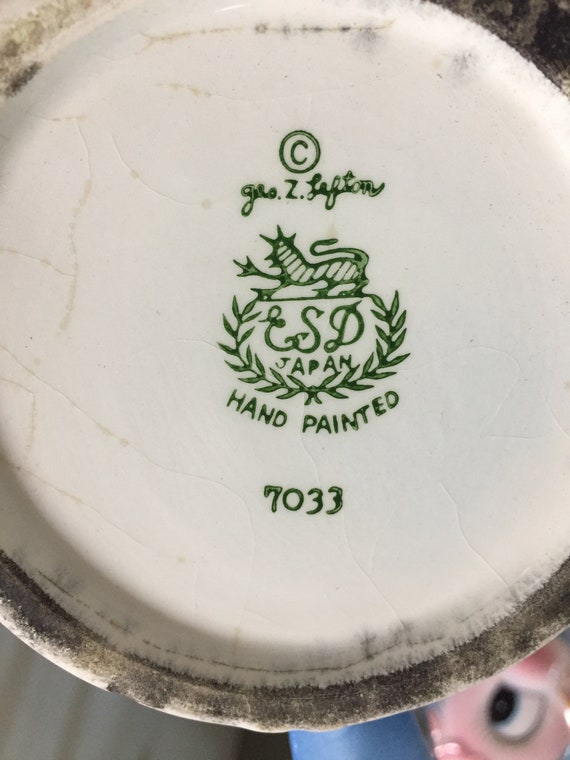 ©
Geo. Z. Lefton
ESD
JAPAN
HAND PAINTED
7033